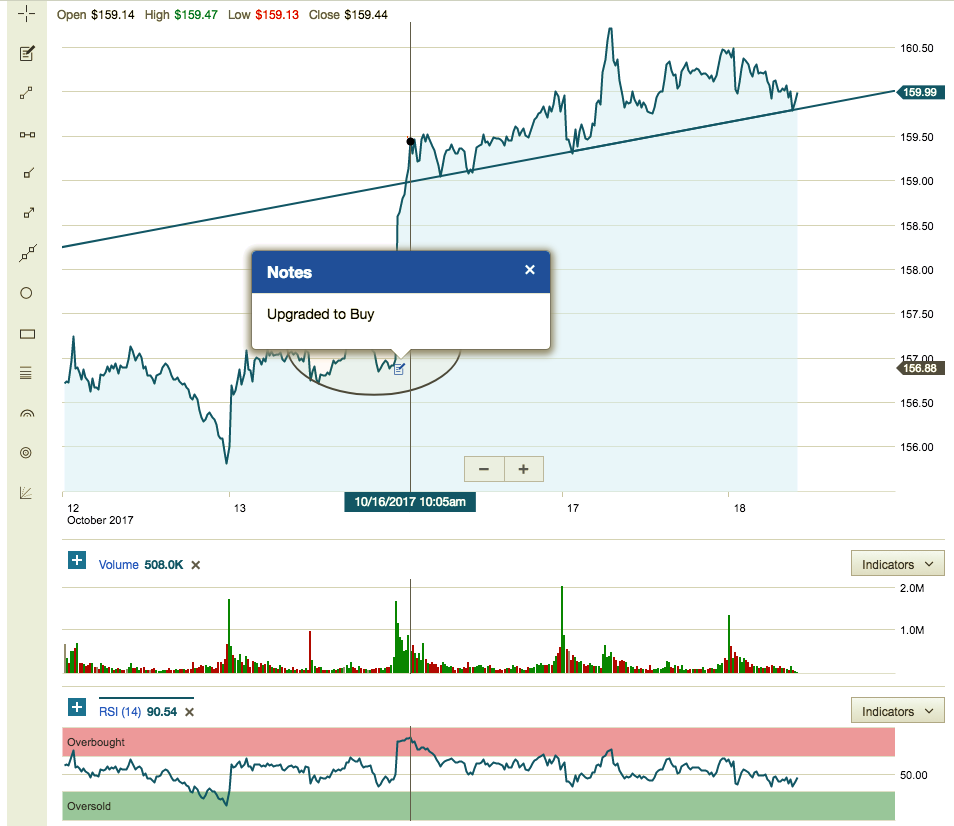 Open $159.14 High $159.47 Low $159.13 Close $159.44
160.50
159.99
159.50
159.00
158.50
158.00
Notes ×
Upgraded to Buy
157.50
157.00
156.88
156.50
156.00
− +
12 13 10/16/2017 10:05am 17 18
October 2017
+ Volume 508.0K × Indicators
2.0M
1.0M
+ RSI (14) 90.54 × Indicators
Overbought
50.00
Oversold